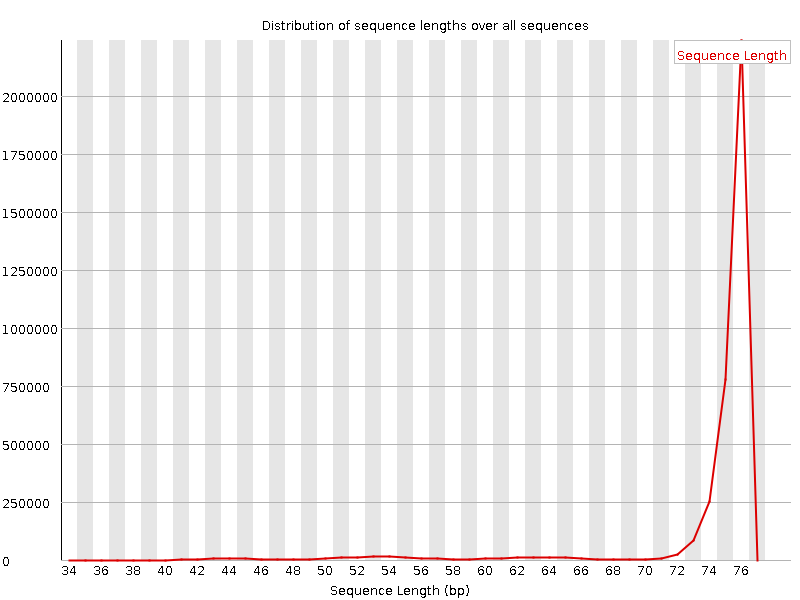 Distribution of sequence lengths over all sequences
Sequence Length
2000000
1750000
1500000
1250000
1000000
750000
500000
250000
0
34 36 38 40 42 44 46 48 50 52 54 56 58 60 62 64 66 68 70 72 74 76
Sequence Length (bp)